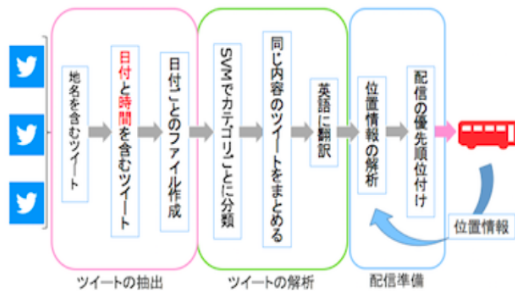 地名を含むツイート
日付と時間を含むツイート
日付ごとのファイル作成
SVMでカテゴリごとに分類
同じ内容のツイートをまとめる
英語に翻訳
位置情報の解析
配信の優先順位付け
位置情報
ツイートの抽出
ツイートの解析
配信準備